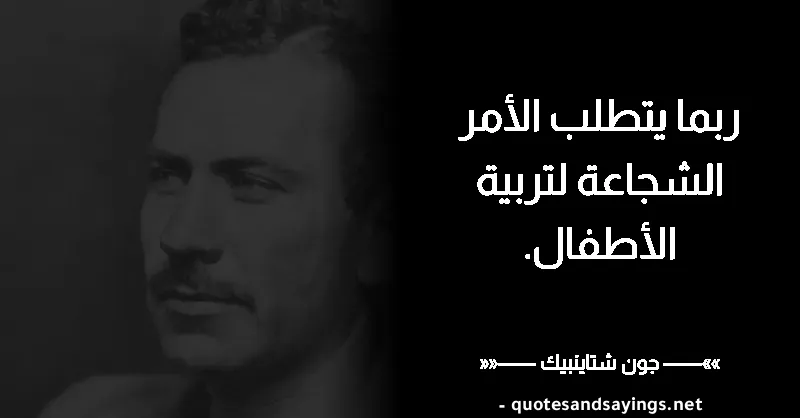 ربما يتطلب الأمر
الشجاعة لتربية
الأطفال.
»»—— جون شتاينبيك ——««
- quotesandsayings.net